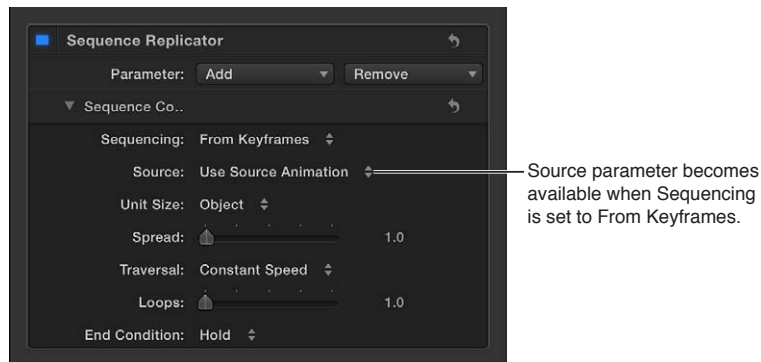 Sequence Replicator
Parameter: Add Remove
Sequence Co..
Sequencing: From Keyframes
Source: Use Source Animation
Source parameter becomes
available when Sequencing
is set to From Keyframes.
Unit Size: Object
Spread: 1.0
Traversal: Constant Speed
Loops: 1.0
End Condition: Hold